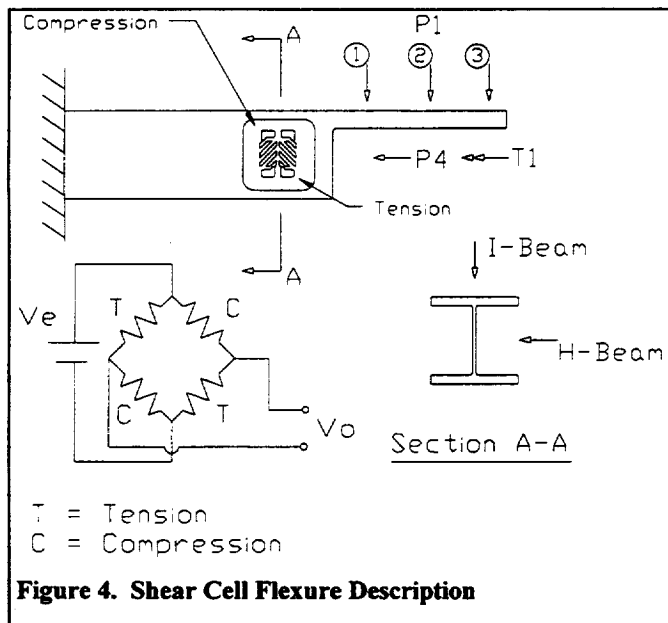 Compression
A
P1
1
2
3
P4
T1
Tension
A
I-Beam
H-Beam
Section A-A
Ve
T
C
C
T
Vo
T = Tension
C = Compression
Figure 4. Shear Cell Flexure Description